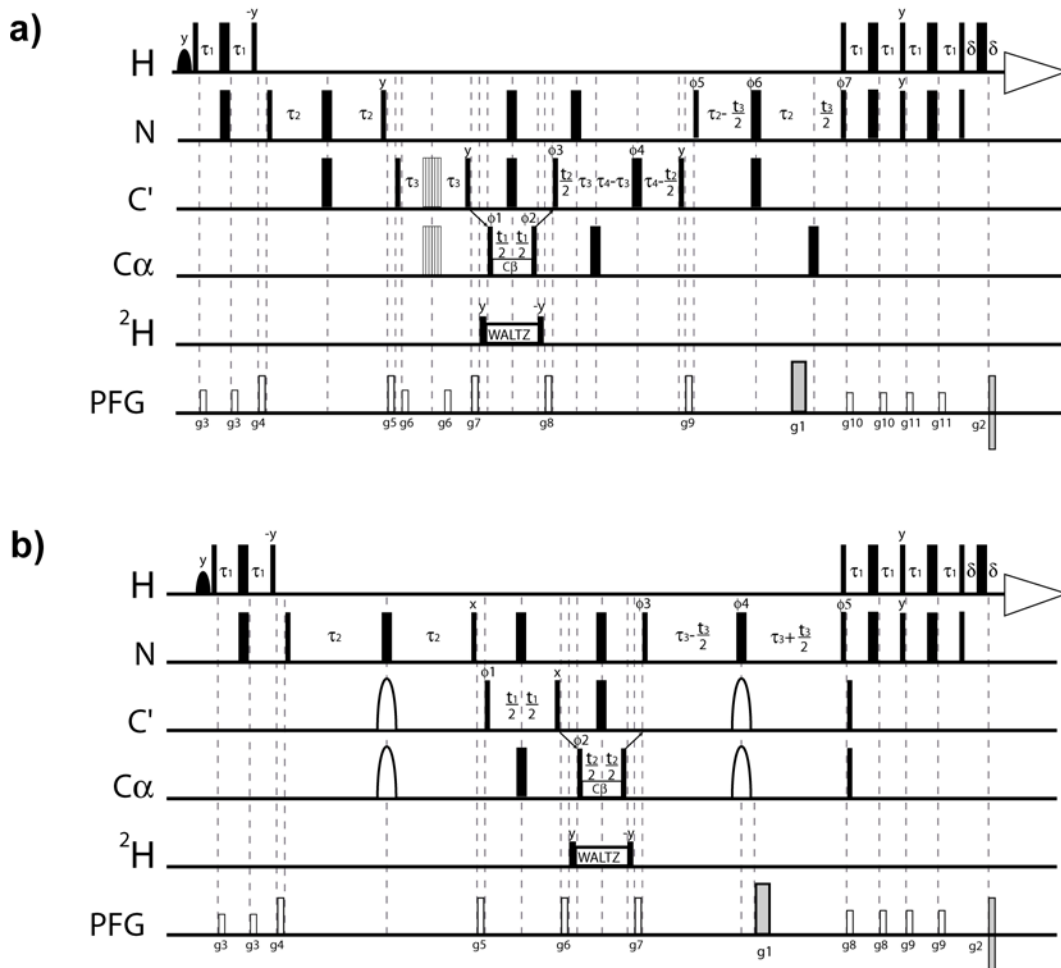 a)
y -y y
H τ1 τ1 τ1 τ1 τ1 τ1 δ δ
y ϕ5 ϕ6 ϕ7 y
N τ2 τ2 τ2- t3/2 τ2 t3/2
y ϕ3 ϕ4 y
C' τ3 τ3 t2/2 τ3 τ4-τ3 τ4- t2/2
ϕ1 ϕ2
Cα t1/2 t1/2
Cβ
y -y
²H WALTZ
PFG
g3 g3 g4 g5 g6 g6 g7 g8 g9 g1 g10 g10 g11 g11 g2
b)
y -y y
H τ1 τ1 τ1 τ1 τ1 τ1 δ δ
x ϕ3 ϕ4 ϕ5 y
N τ2 τ2 τ3- t3/2 τ3+ t3/2
ϕ1 x
C' t1/2 t1/2
ϕ2
Cα t2/2 t2/2
Cβ
y -y
²H WALTZ
PFG
g3 g3 g4 g5 g6 g7 g1 g8 g8 g9 g9 g2